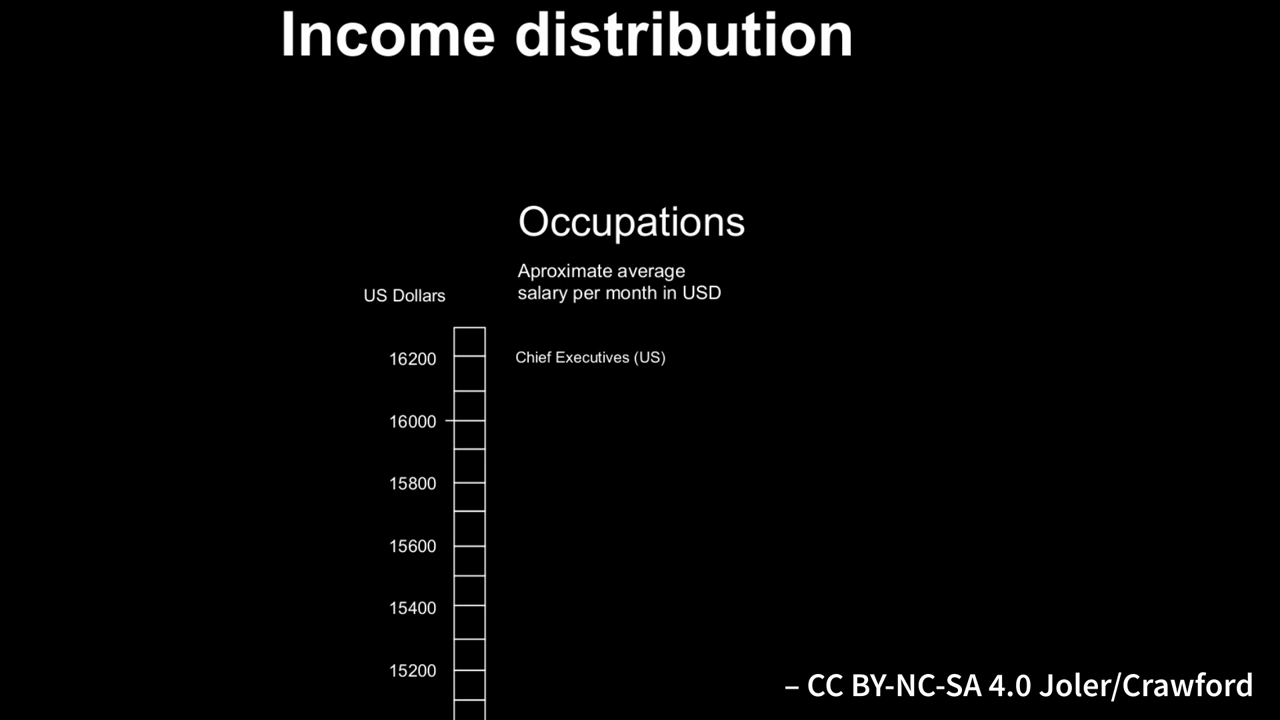 Income distribution
Occupations
Aproximate average
salary per month in USD
US Dollars
16200
Chief Executives (US)
16000
15800
15600
15400
15200
– CC BY-NC-SA 4.0 Joler/Crawford